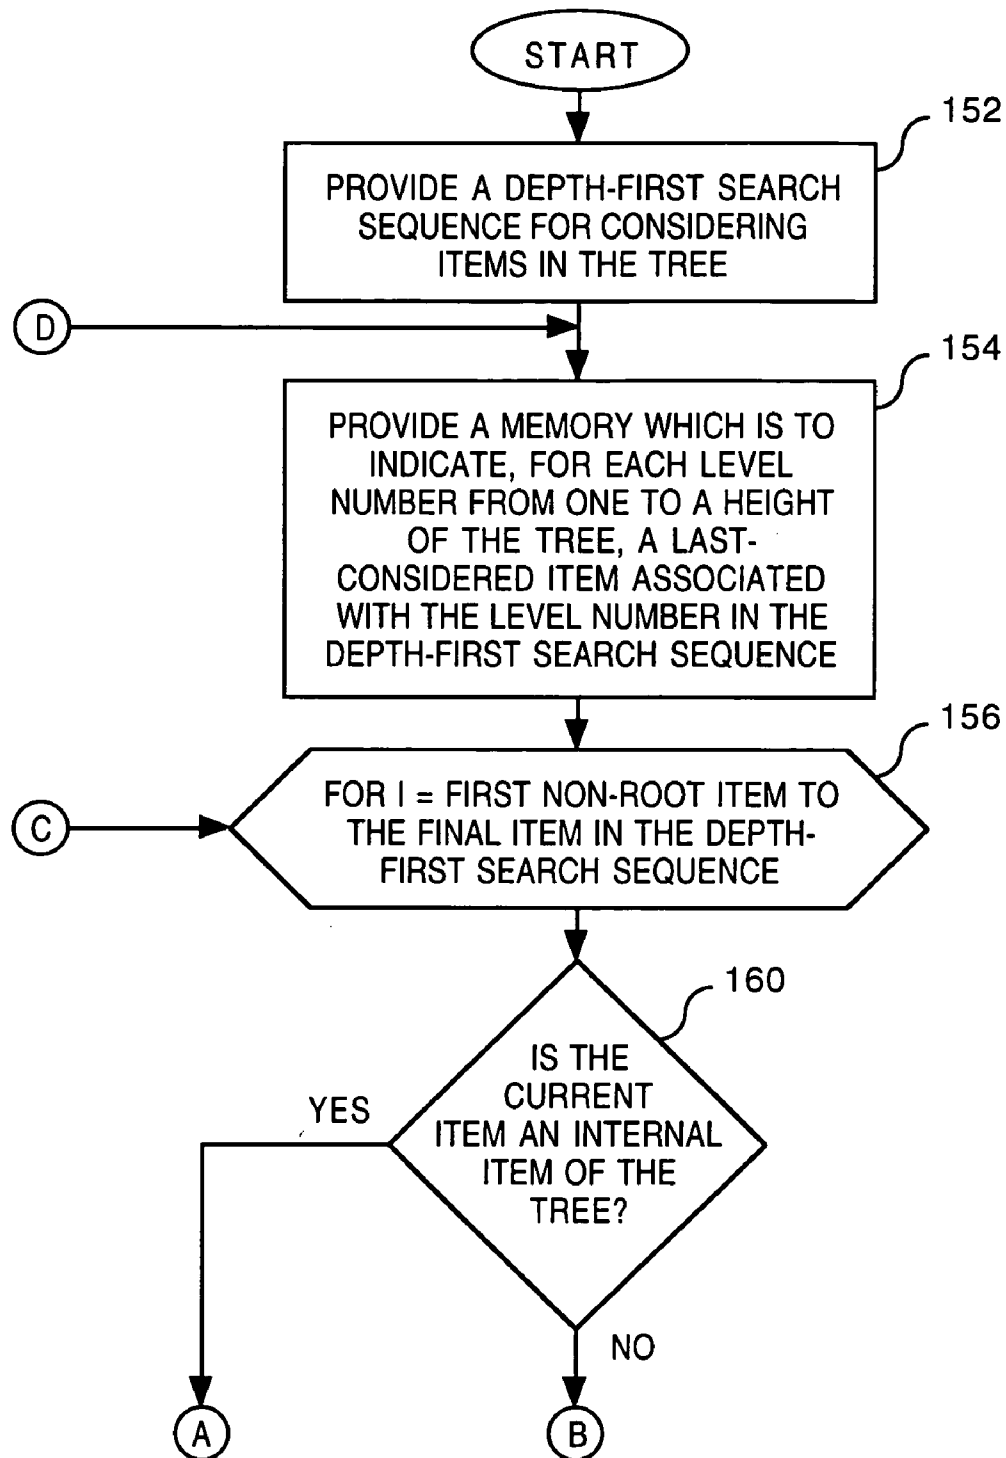 START
152
PROVIDE A DEPTH-FIRST SEARCH
SEQUENCE FOR CONSIDERING
ITEMS IN THE TREE
D
154
PROVIDE A MEMORY WHICH IS TO
INDICATE, FOR EACH LEVEL
NUMBER FROM ONE TO A HEIGHT
OF THE TREE, A LAST-
CONSIDERED ITEM ASSOCIATED
WITH THE LEVEL NUMBER IN THE
DEPTH-FIRST SEARCH SEQUENCE
156
FOR I = FIRST NON-ROOT ITEM TO
THE FINAL ITEM IN THE DEPTH-
FIRST SEARCH SEQUENCE
C
160
IS THE
CURRENT
ITEM AN INTERNAL
ITEM OF THE
TREE?
YES
NO
A
B